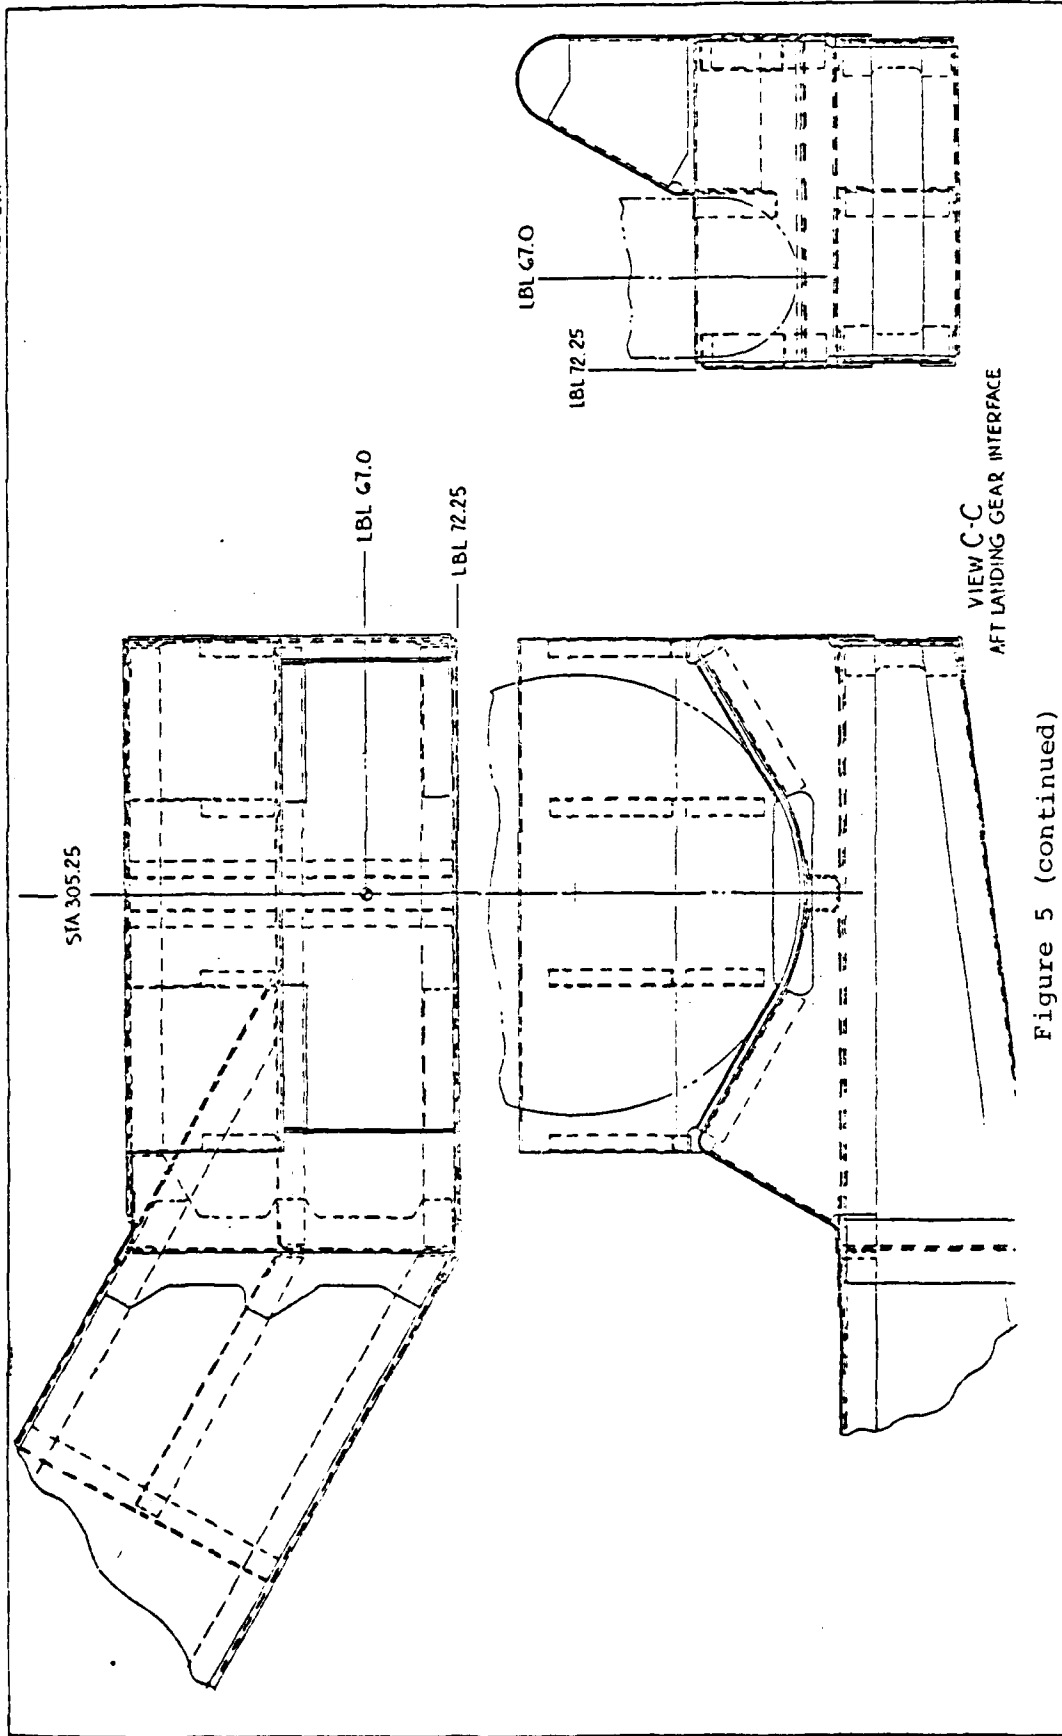 STA 305.25
LBL 67.0
LBL 72.25
LBL 67.0
LBL 72.25
VIEW C-C
AFT LANDING GEAR INTERFACE
Figure 5 (continued)